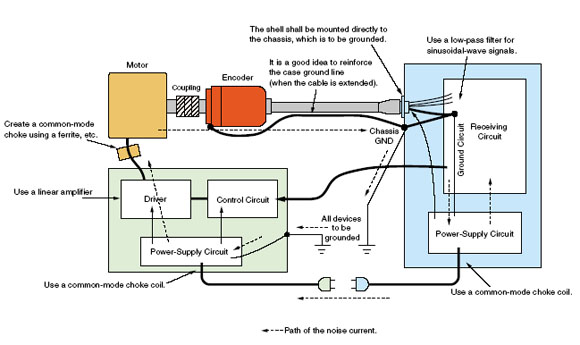 The shell shall be mounted directly to
the chassis, which is to be grounded.
Use a low-pass filter for
sinusoidal-wave signals.
Motor
Coupling
Encoder
It is a good idea to reinforce
the case ground line
(when the cable is extended).
Create a common-mode
choke using a ferrite, etc.
Chassis
GND
Ground Circuit
Receiving
Circuit
Use a linear amplifier
Driver
Control Circuit
All devices
to be
grounded
Power-Supply Circuit
Power-Supply Circuit
Use a common-mode choke coil.
Use a common-mode choke coil.
Path of the noise current.